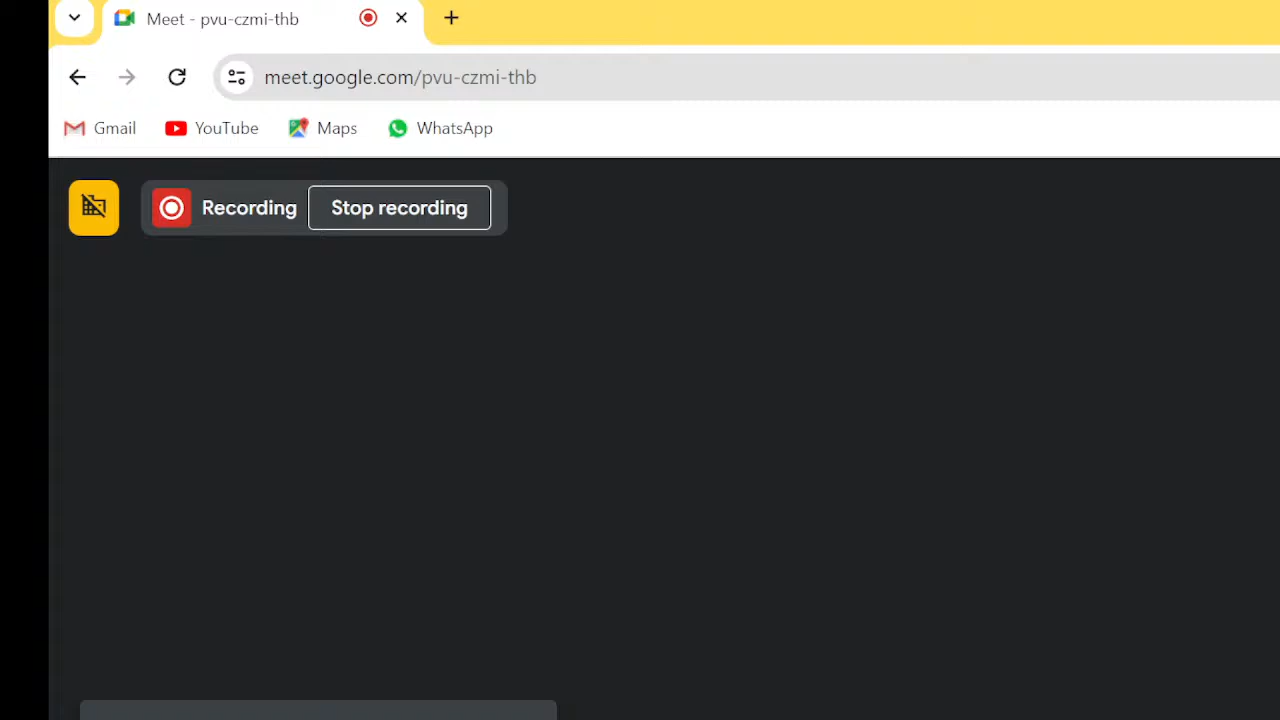 Meet - pvu-czmi-thb
meet.google.com/pvu-czmi-thb
Gmail YouTube Maps WhatsApp
Recording Stop recording